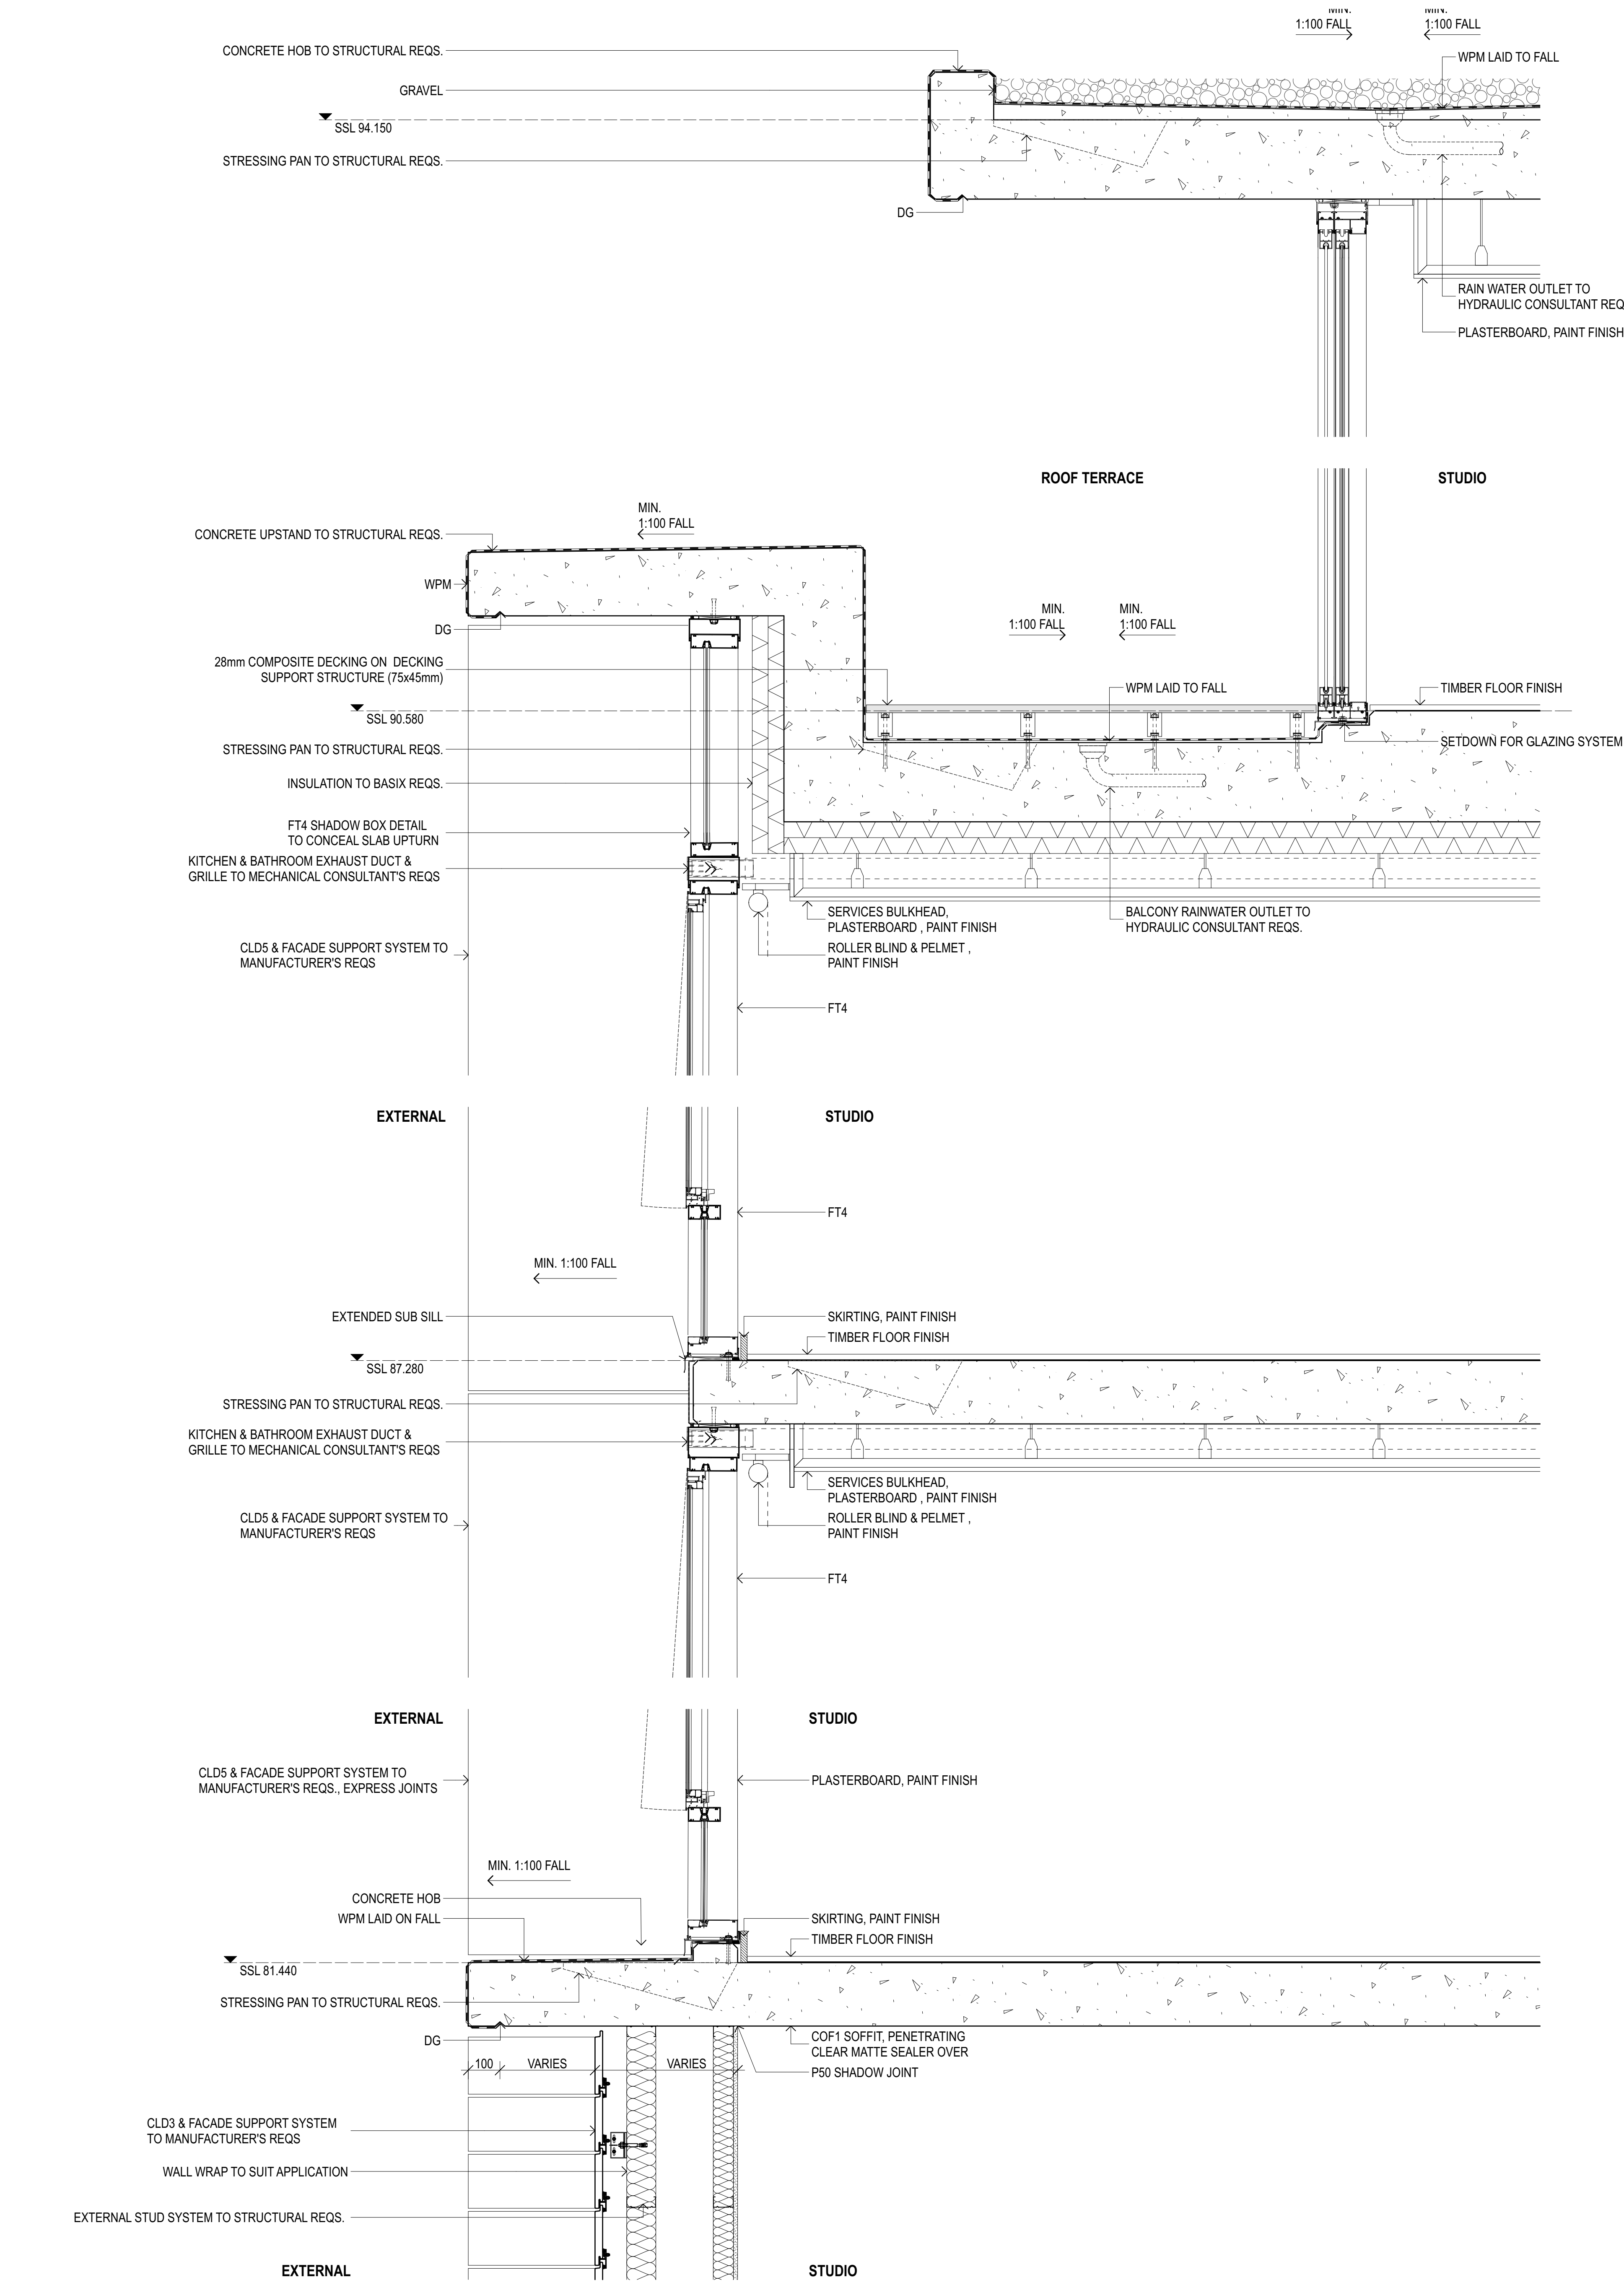 MIN.
1:100 FALL
MIN.
1:100 FALL
CONCRETE HOB TO STRUCTURAL REQS.
WPM LAID TO FALL
GRAVEL
SSL 94.150
STRESSING PAN TO STRUCTURAL REQS.
DG
RAIN WATER OUTLET TO
HYDRAULIC CONSULTANT REQ
PLASTERBOARD, PAINT FINISH
ROOF TERRACE
STUDIO
MIN.
1:100 FALL
CONCRETE UPSTAND TO STRUCTURAL REQS.
WPM
DG
MIN.
1:100 FALL
MIN.
1:100 FALL
28mm COMPOSITE DECKING ON DECKING
SUPPORT STRUCTURE (75x45mm)
WPM LAID TO FALL
TIMBER FLOOR FINISH
SSL 90.580
SETDOWN FOR GLAZING SYSTEM
STRESSING PAN TO STRUCTURAL REQS.
INSULATION TO BASIX REQS.
FT4 SHADOW BOX DETAIL
TO CONCEAL SLAB UPTURN
KITCHEN & BATHROOM EXHAUST DUCT &
GRILLE TO MECHANICAL CONSULTANT'S REQS
SERVICES BULKHEAD,
PLASTERBOARD , PAINT FINISH
BALCONY RAINWATER OUTLET TO
HYDRAULIC CONSULTANT REQS.
CLD5 & FACADE SUPPORT SYSTEM TO
MANUFACTURER'S REQS
ROLLER BLIND & PELMET ,
PAINT FINISH
FT4
EXTERNAL
STUDIO
FT4
MIN. 1:100 FALL
EXTENDED SUB SILL
SKIRTING, PAINT FINISH
TIMBER FLOOR FINISH
SSL 87.280
STRESSING PAN TO STRUCTURAL REQS.
KITCHEN & BATHROOM EXHAUST DUCT &
GRILLE TO MECHANICAL CONSULTANT'S REQS
SERVICES BULKHEAD,
PLASTERBOARD , PAINT FINISH
CLD5 & FACADE SUPPORT SYSTEM TO
MANUFACTURER'S REQS
ROLLER BLIND & PELMET ,
PAINT FINISH
FT4
EXTERNAL
STUDIO
CLD5 & FACADE SUPPORT SYSTEM TO
MANUFACTURER'S REQS., EXPRESS JOINTS
PLASTERBOARD, PAINT FINISH
MIN. 1:100 FALL
CONCRETE HOB
WPM LAID ON FALL
SKIRTING, PAINT FINISH
TIMBER FLOOR FINISH
SSL 81.440
STRESSING PAN TO STRUCTURAL REQS.
DG
COF1 SOFFIT, PENETRATING
CLEAR MATTE SEALER OVER
100
VARIES
VARIES
P50 SHADOW JOINT
CLD3 & FACADE SUPPORT SYSTEM
TO MANUFACTURER'S REQS
WALL WRAP TO SUIT APPLICATION
EXTERNAL STUD SYSTEM TO STRUCTURAL REQS.
EXTERNAL
STUDIO